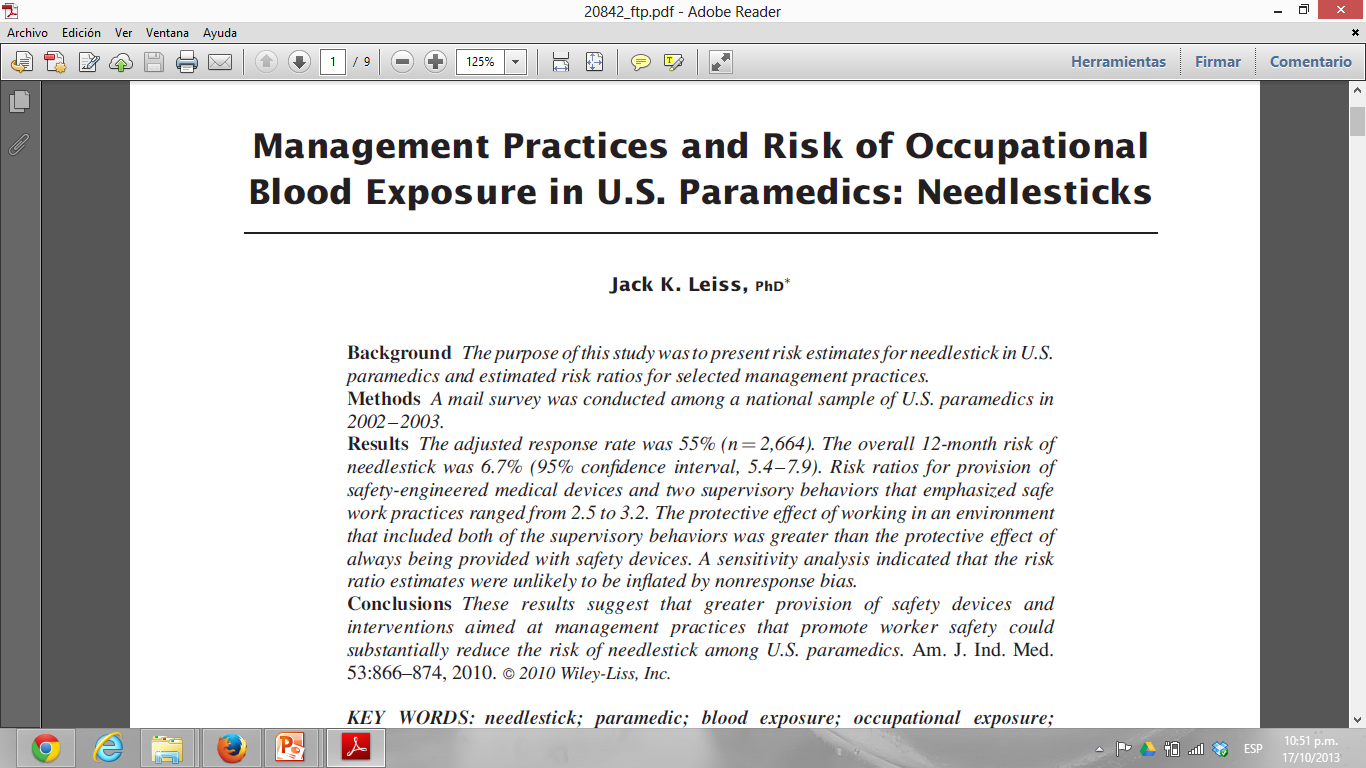 20842_ftp.pdf - Adobe Reader
Archivo Edición Ver Ventana Ayuda
1 / 9 125% Herramientas Firmar Comentario
Management Practices and Risk of Occupational
Blood Exposure in U.S. Paramedics: Needlesticks
Jack K. Leiss, PhD*
Background The purpose of this study was to present risk estimates for needlestick in U.S.
paramedics and estimated risk ratios for selected management practices.
Methods A mail survey was conducted among a national sample of U.S. paramedics in
2002–2003.
Results The adjusted response rate was 55% (n = 2,664). The overall 12-month risk of
needlestick was 6.7% (95% confidence interval, 5.4–7.9). Risk ratios for provision of
safety-engineered medical devices and two supervisory behaviors that emphasized safe
work practices ranged from 2.5 to 3.2. The protective effect of working in an environment
that included both of the supervisory behaviors was greater than the protective effect of
always being provided with safety devices. A sensitivity analysis indicated that the risk
ratio estimates were unlikely to be inflated by nonresponse bias.
Conclusions These results suggest that greater provision of safety devices and
interventions aimed at management practices that promote worker safety could
substantially reduce the risk of needlestick among U.S. paramedics. Am. J. Ind. Med.
53:866–874, 2010. © 2010 Wiley-Liss, Inc.
KEY WORDS: needlestick; paramedic; blood exposure; occupational exposure;
ESP
10:51 p.m.
17/10/2013